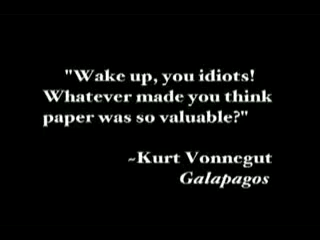 "Wake up, you idiots!
Whatever made you think
paper was so valuable?"
~Kurt Vonnegut
Galapagos